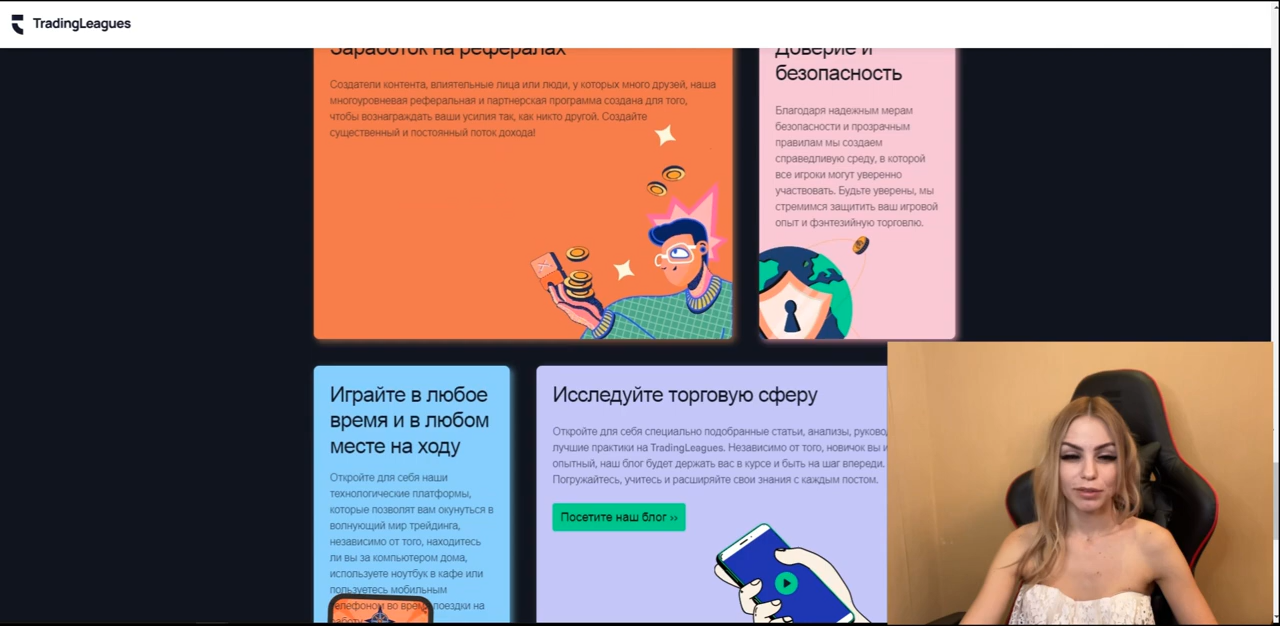 TradingLeagues
Заработок на рефералах
Создатели контента, влиятельные лица или люди, у которых много друзей, наша
многоуровневая реферальная и партнерская программа создана для того,
чтобы вознаграждать ваши усилия так, как никто другой. Создайте
существенный и постоянный поток дохода!
Доверие и
безопасность
Благодаря надежным мерам
безопасности и прозрачным
правилам мы создаем
справедливую среду, в которой
все игроки могут уверенно
участвовать. Будьте уверены, мы
стремимся защитить ваш игровой
опыт и фэнтезийную торговлю.
Играйте в любое
время и в любом
месте на ходу
Откройте для себя наши
технологические платформы,
которые позволят вам окунуться в
волнующий мир трейдинга,
независимо от того, находитесь
ли вы за компьютером дома,
используете ноутбук в кафе или
пользуетесь мобильным
телефоном во время поездки на
работу
Исследуйте торговую сферу
Откройте для себя специально подобранные статьи, анализы, руковод
лучшие практики на TradingLeagues. Независимо от того, новичок вы и
опытный, наш блог будет держать вас в курсе и быть на шаг впереди.
Погружайтесь, учитесь и расширяйте свои знания с каждым постом.
Посетите наш блог »